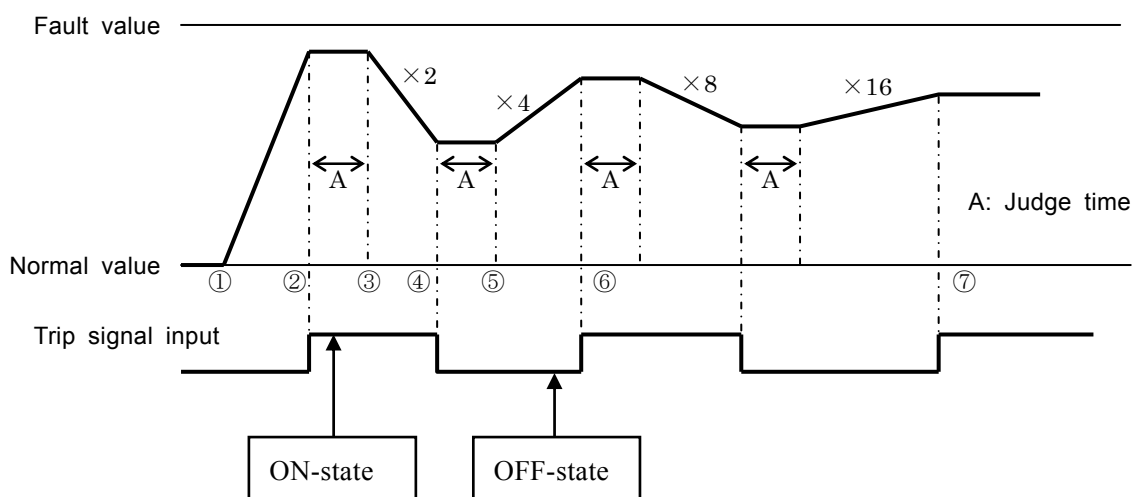 Fault value
×2
×4
×8
×16
A
A
A
A
A: Judge time
Normal value
① ② ③ ④ ⑤ ⑥ ⑦
Trip signal input
ON-state
OFF-state